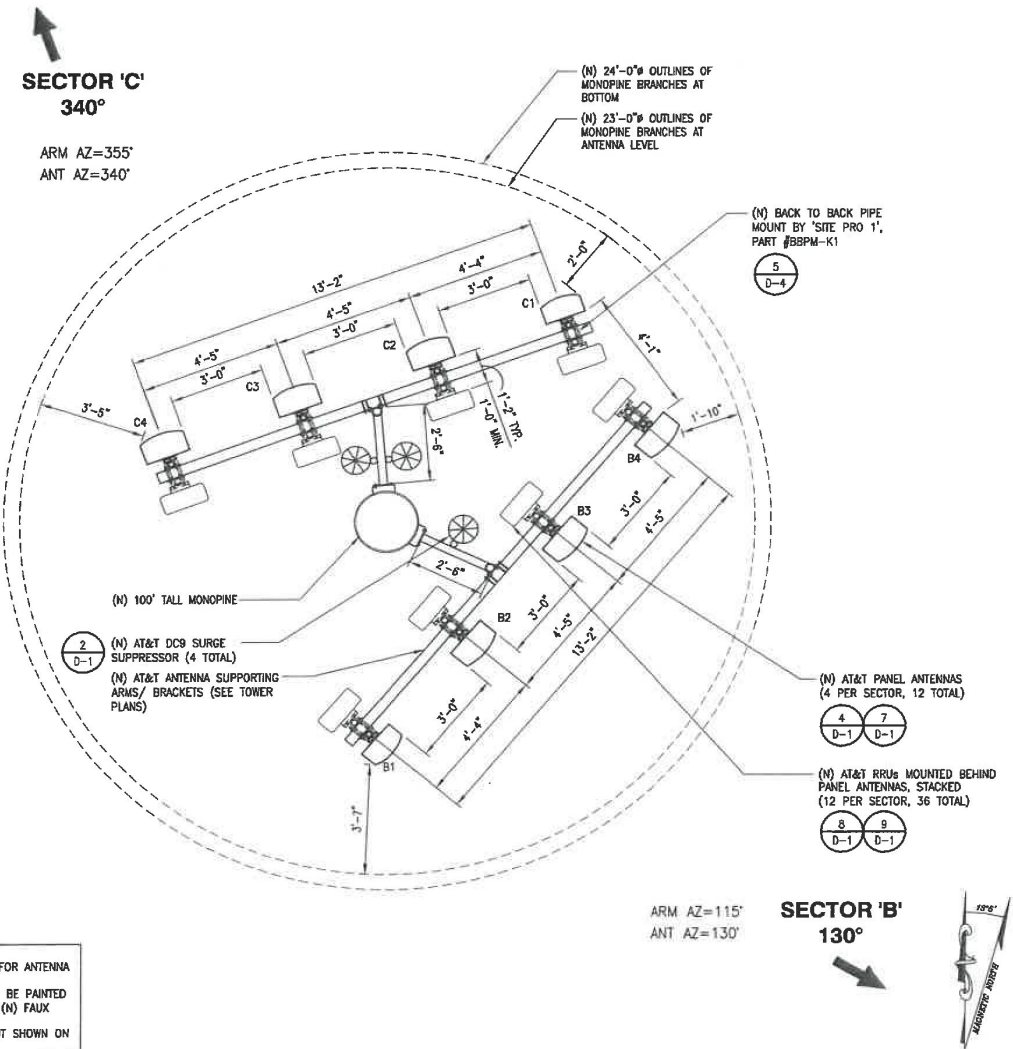 SECTOR 'C'
340°
ARM AZ=355°
ANT AZ=340°
(N) 24'-0"ø OUTLINES OF
MONOPINE BRANCHES AT
BOTTOM
(N) 23'-0"ø OUTLINES OF
MONOPINE BRANCHES AT
ANTENNA LEVEL
(N) BACK TO BACK PIPE
MOUNT BY 'SITE PRO 1',
PART #BBPM-K1
5
D-4
13'-2"
4'-4"
2'-0"
3'-0"
C1
4'-5"
3'-0"
C2
4'-5"
3'-0"
C3
C4
3'-5"
4'-1"
1'-10"
1'-2" TYP.
1'-0" MIN.
2'-6"
B4
B3
3'-0"
4'-5"
2'-6"
B2
3'-0"
4'-5"
13'-2"
3'-0"
4'-4"
B1
3'-7"
(N) 100' TALL MONOPINE
2
D-1
(N) AT&T DC9 SURGE
SUPPRESSOR (4 TOTAL)
(N) AT&T ANTENNA SUPPORTING
ARMS/ BRACKETS (SEE TOWER
PLANS)
(N) AT&T PANEL ANTENNAS
(4 PER SECTOR, 12 TOTAL)
4
D-1
7
D-1
(N) AT&T RRUs MOUNTED BEHIND
PANEL ANTENNAS, STACKED
(12 PER SECTOR, 36 TOTAL)
8
D-1
9
D-1
ARM AZ=115°
ANT AZ=130°
SECTOR 'B'
130°
FOR ANTENNA
BE PAINTED
(N) FAUX
SHOWN ON